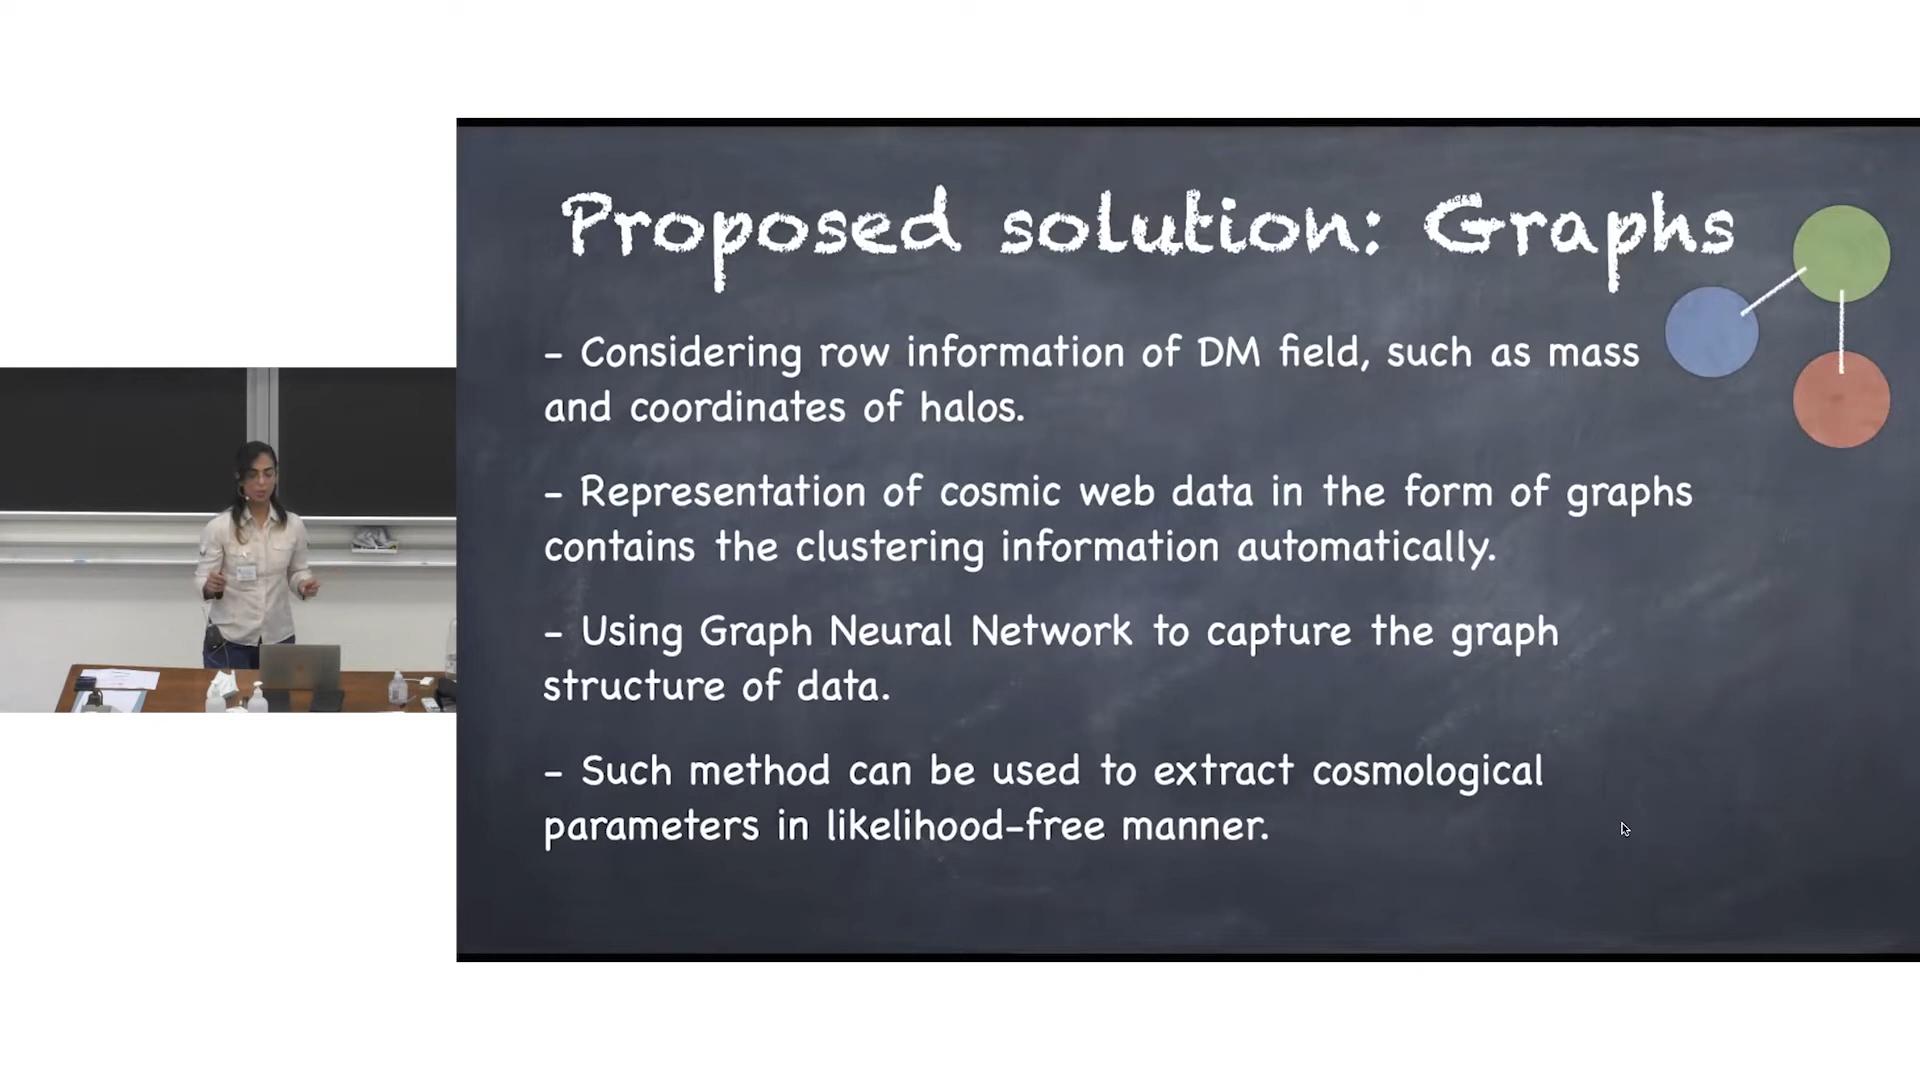 Proposed solution: Graphs
- Considering row information of DM field, such as mass
and coordinates of halos.
- Representation of cosmic web data in the form of graphs
contains the clustering information automatically.
- Using Graph Neural Network to capture the graph
structure of data.
- Such method can be used to extract cosmological
parameters in likelihood-free manner.